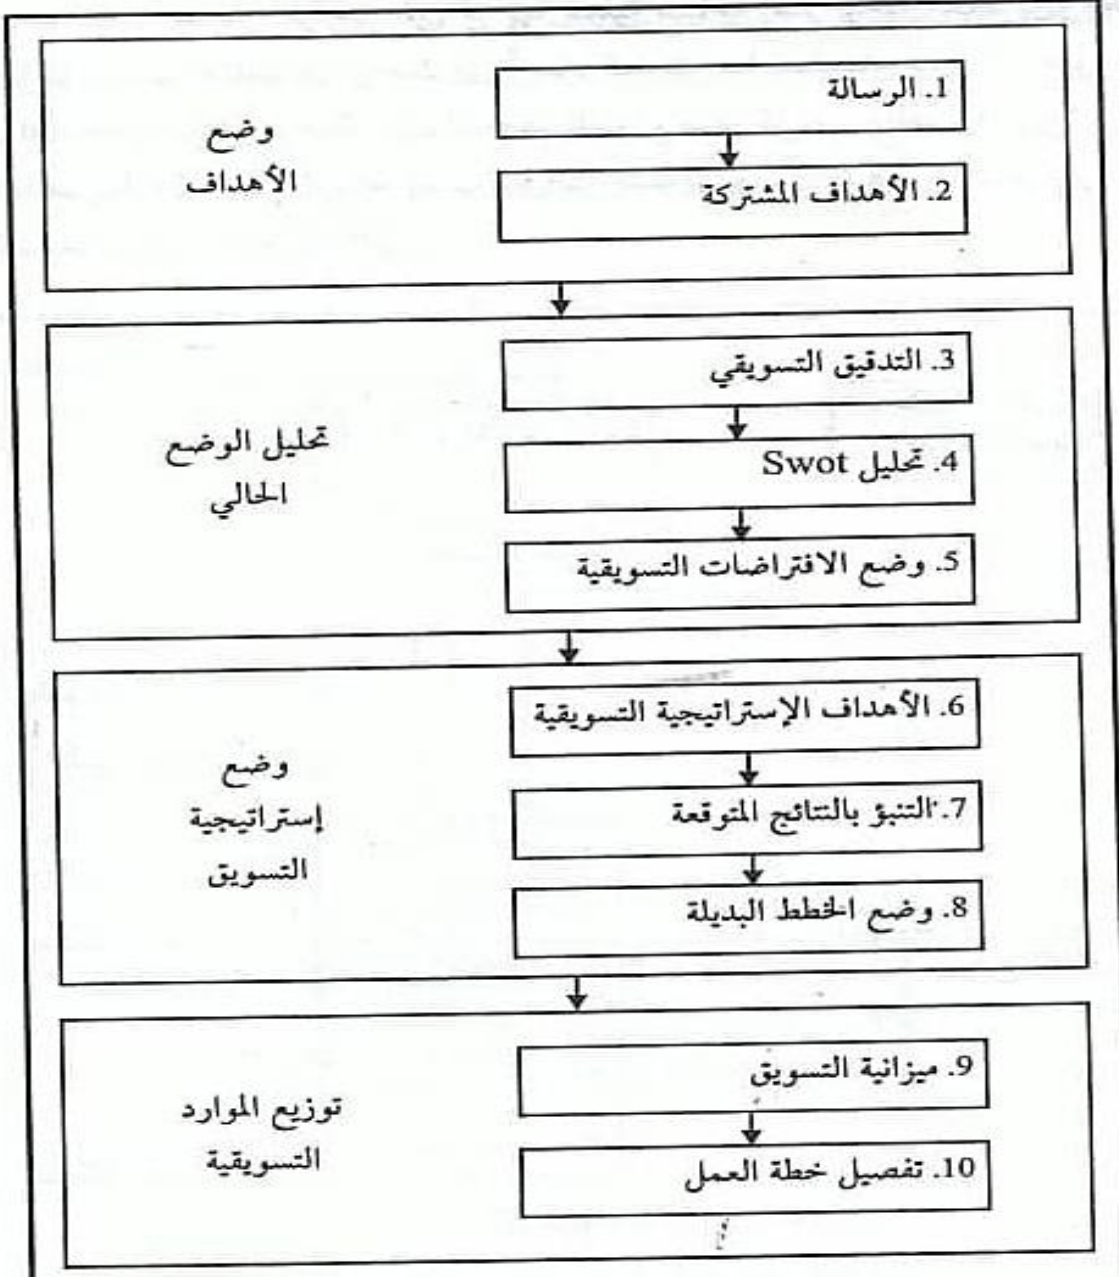 وضع
الأهداف
1. الرسالة
2. الأهداف المشتركة
تحليل الوضع
الحالي
3. التدقيق التسويقي
4. تحليل Swot
5. وضع الافتراضات التسويقية
وضع
إستراتيجية
التسويق
6. الأهداف الإستراتيجية التسويقية
7. التنبؤ بالنتائج المتوقعة
8. وضع الخطط البديلة
توزيع الموارد
التسويقية
9. ميزانية التسويق
10. تفصيل خطة العمل